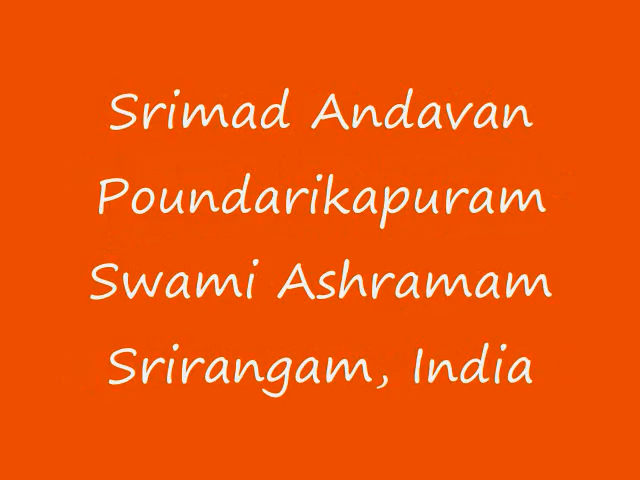 Srimad Andavan
Poundarikapuram
Swami Ashramam
Srirangam, India